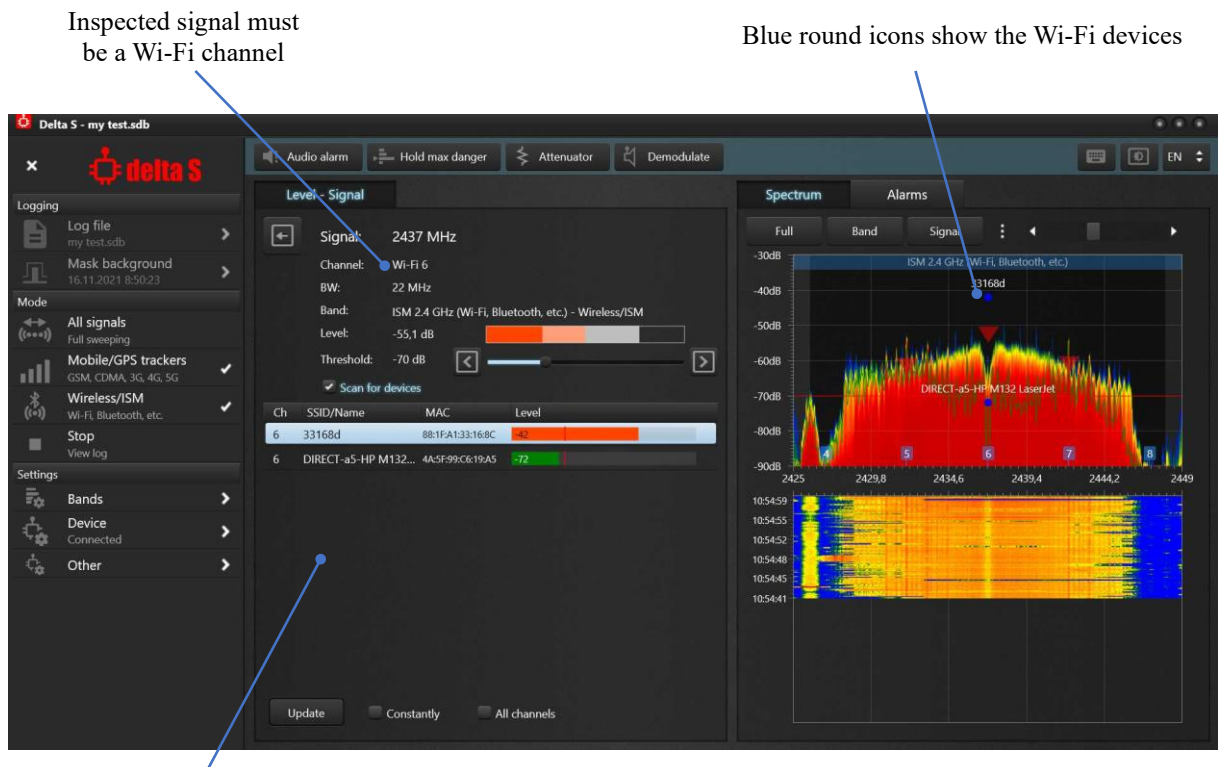 Inspected signal must
be a Wi-Fi channel
Blue round icons show the Wi-Fi devices
Delta S - my test.sdb
delta S
Audio alarm
Hold max danger
Attenuator
Demodulate
EN
Logging
Log file
my test.sdb
Mask background
16.11.2021 8:50:23
Mode
All signals
Full sweeping
Mobile/GPS trackers
GSM, CDMA, 3G, 4G, 5G
Wireless/ISM
Wi-Fi, Bluetooth, etc.
Stop
View log
Settings
Bands
Device
Connected
Other
Level - Signal
Signal: 2437 MHz
Channel: Wi-Fi 6
BW: 22 MHz
Band: ISM 2.4 GHz (Wi-Fi, Bluetooth, etc.) - Wireless/ISM
Level: -55,1 dB
Threshold: -70 dB
Scan for devices
Ch SSID/Name MAC Level
6 33168d 88:1F:A1:33:16:8C -42
6 DIRECT-a5-HP M132... 4A:5F:99:C6:19:A5 -72
Update
Constantly
All channels
Spectrum
Alarms
Full
Band
Signal
-30dB
ISM 2.4 GHz (Wi-Fi, Bluetooth, etc.)
33168d
-40dB
-50dB
-60dB
-70dB
DIRECT-a5-HP M132 LaserJet
-80dB
4 5 6 7 8
-90dB
2425 2429,8 2434,6 2439,4 2444,2 2449
10:54:59
10:54:55
10:54:52
10:54:48
10:54:45
10:54:41